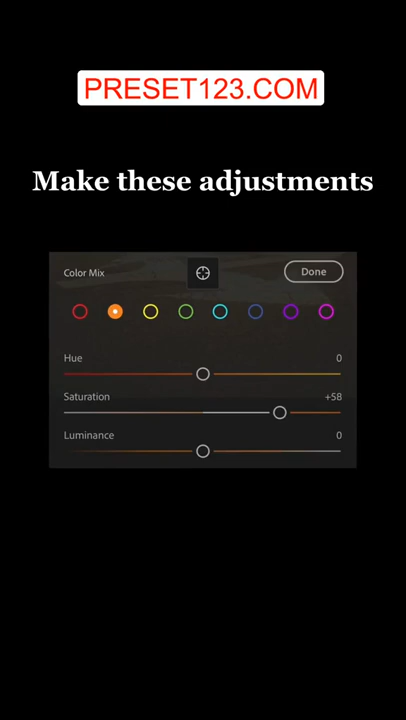 PRESET123.COM
Make these adjustments
Color Mix
Done
Hue 0
Saturation +58
Luminance 0